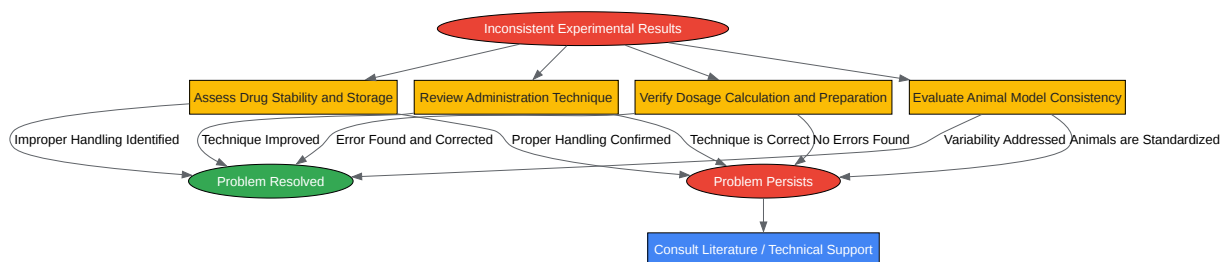 Inconsistent Experimental Results
Assess Drug Stability and Storage
Review Administration Technique
Verify Dosage Calculation and Preparation
Evaluate Animal Model Consistency
Improper Handling Identified
Technique Improved
Error Found and Corrected
Proper Handling Confirmed
Technique is Correct
No Errors Found
Variability Addressed
Animals are Standardized
Problem Resolved
Problem Persists
Consult Literature / Technical Support